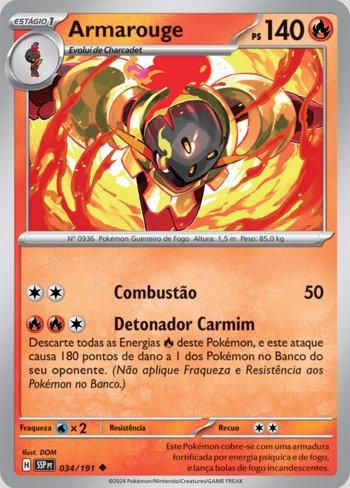 ESTÁGIO 1
Armarouge
PS 140
Evolui de Charcadet
Nº 0936 Pokémon Guerreiro de Fogo Altura: 1,5 m Peso: 85,0 kg
Combustão 50
Detonador Carmim
Descarte todas as Energias deste Pokémon, e este ataque
causa 180 pontos de dano a 1 dos Pokémon no Banco do
seu oponente. (Não aplique Fraqueza e Resistência aos
Pokémon no Banco.)
Fraqueza ×2 Resistência Recuo
Ilust. DOM
H SSP PT 034/191
Este Pokémon cobre-se com uma armadura
fortificada por energia psíquica e de fogo,
e lança bolas de fogo incandescentes.
©2024 Pokémon/Nintendo/Creatures/GAME FREAK